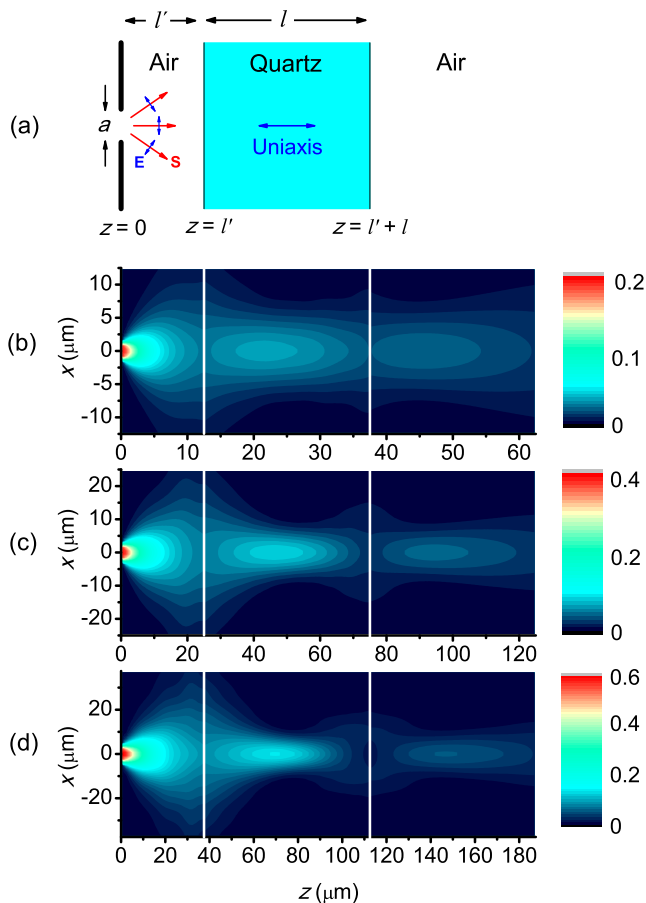 l′ l
Air Quartz Air
(a) a E S Uniaxis
z = 0 z = l′ z = l′ + l
(b) x (μm) 10 5 0 -5 -10
0 10 20 30 40 50 60
0.2 0.1 0
(c) x (μm) 20 10 0 -10 -20
0 20 40 60 80 100 120
0.4 0.2 0
(d) x (μm) 20 0 -20
0 20 40 60 80 100 120 140 160 180
0.6 0.4 0.2 0
z (μm)